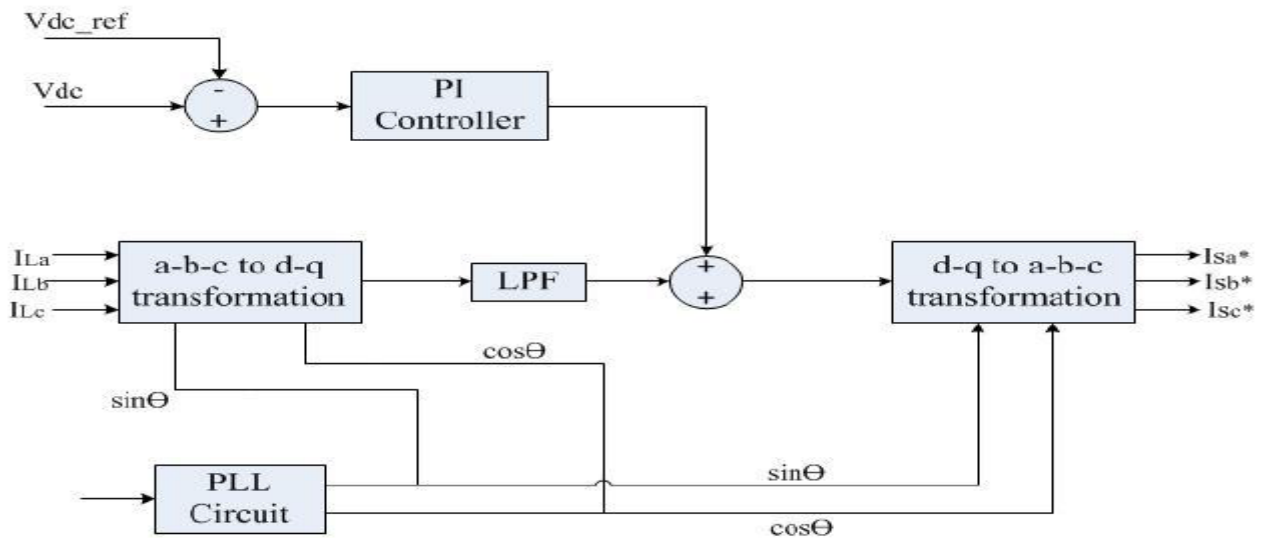 Vdc_ref
Vdc
-
+
PI
Controller
ILa
ILb
ILc
a-b-c to d-q
transformation
LPF
+
+
d-q to a-b-c
transformation
Isa*
Isb*
Isc*
cosΘ
sinΘ
PLL
Circuit
sinΘ
cosΘ